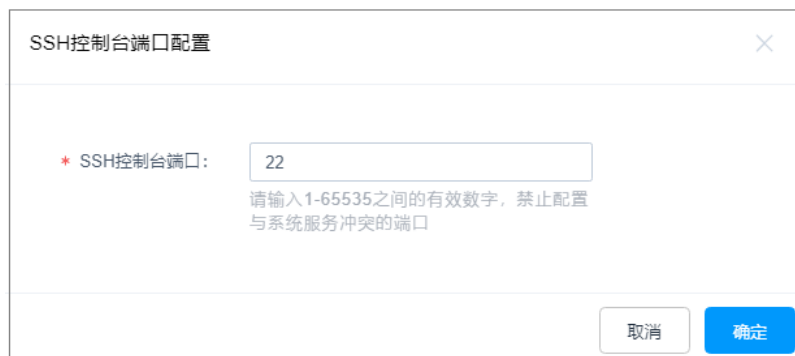 SSH控制台端口配置
* SSH控制台端口：
22
请输入1-65535之间的有效数字，禁止配置
与系统服务冲突的端口
取消
确定